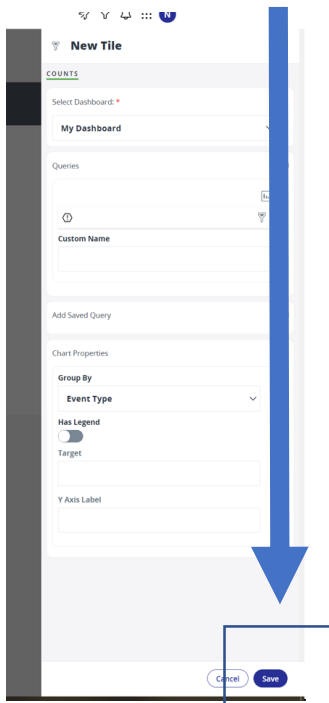 N
New Tile
COUNTS
Select Dashboard: *
My Dashboard
Queries
Custom Name
Add Saved Query
Chart Properties
Group By
Event Type
Has Legend
Target
Y Axis Label
Cancel Save